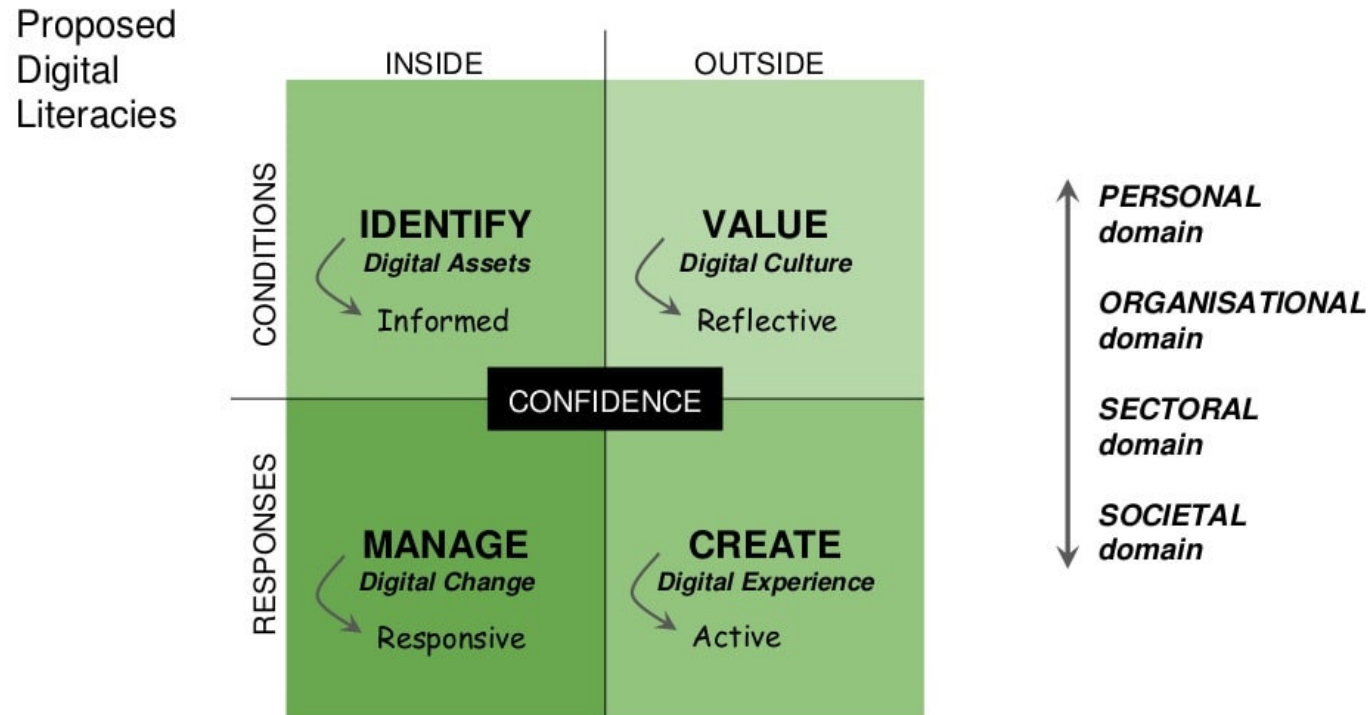 Proposed
Digital
Literacies
INSIDE
OUTSIDE
CONDITIONS
IDENTIFY
Digital Assets
Informed
VALUE
Digital Culture
Reflective
CONFIDENCE
RESPONSES
MANAGE
Digital Change
Responsive
CREATE
Digital Experience
Active
PERSONAL
domain
ORGANISATIONAL
domain
SECTORAL
domain
SOCIETAL
domain